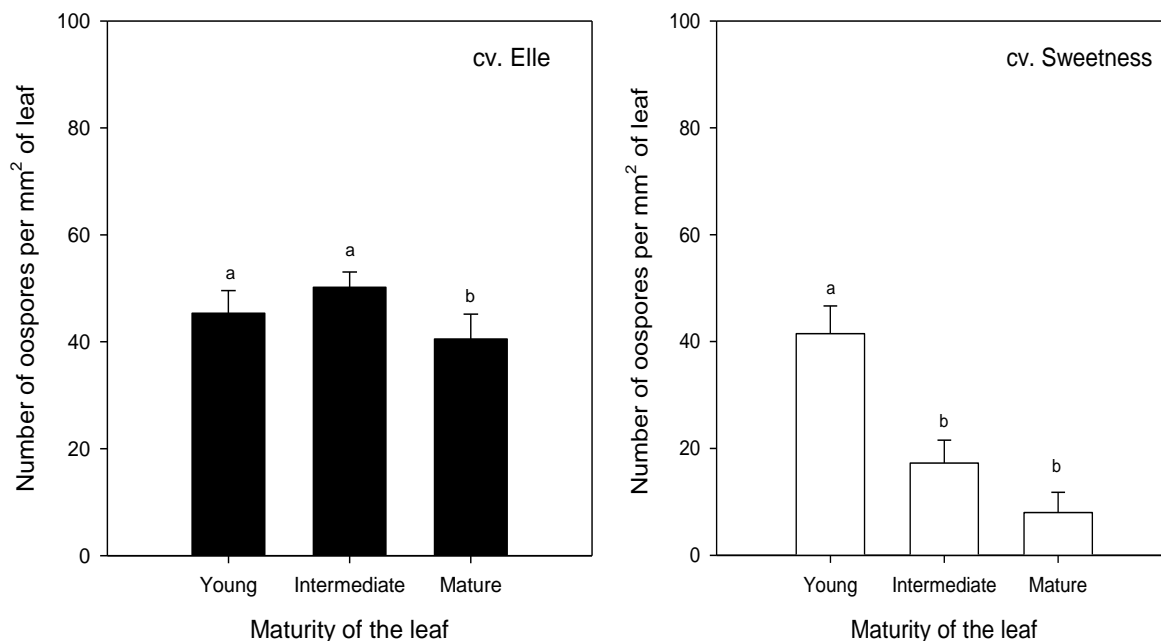 Number of oospores per mm² of leaf
100
80
60
40
20
0
cv. Elle
a
a
b
Young
Intermediate
Mature
Maturity of the leaf
Number of oospores per mm² of leaf
100
80
60
40
20
0
cv. Sweetness
a
b
b
Young
Intermediate
Mature
Maturity of the leaf